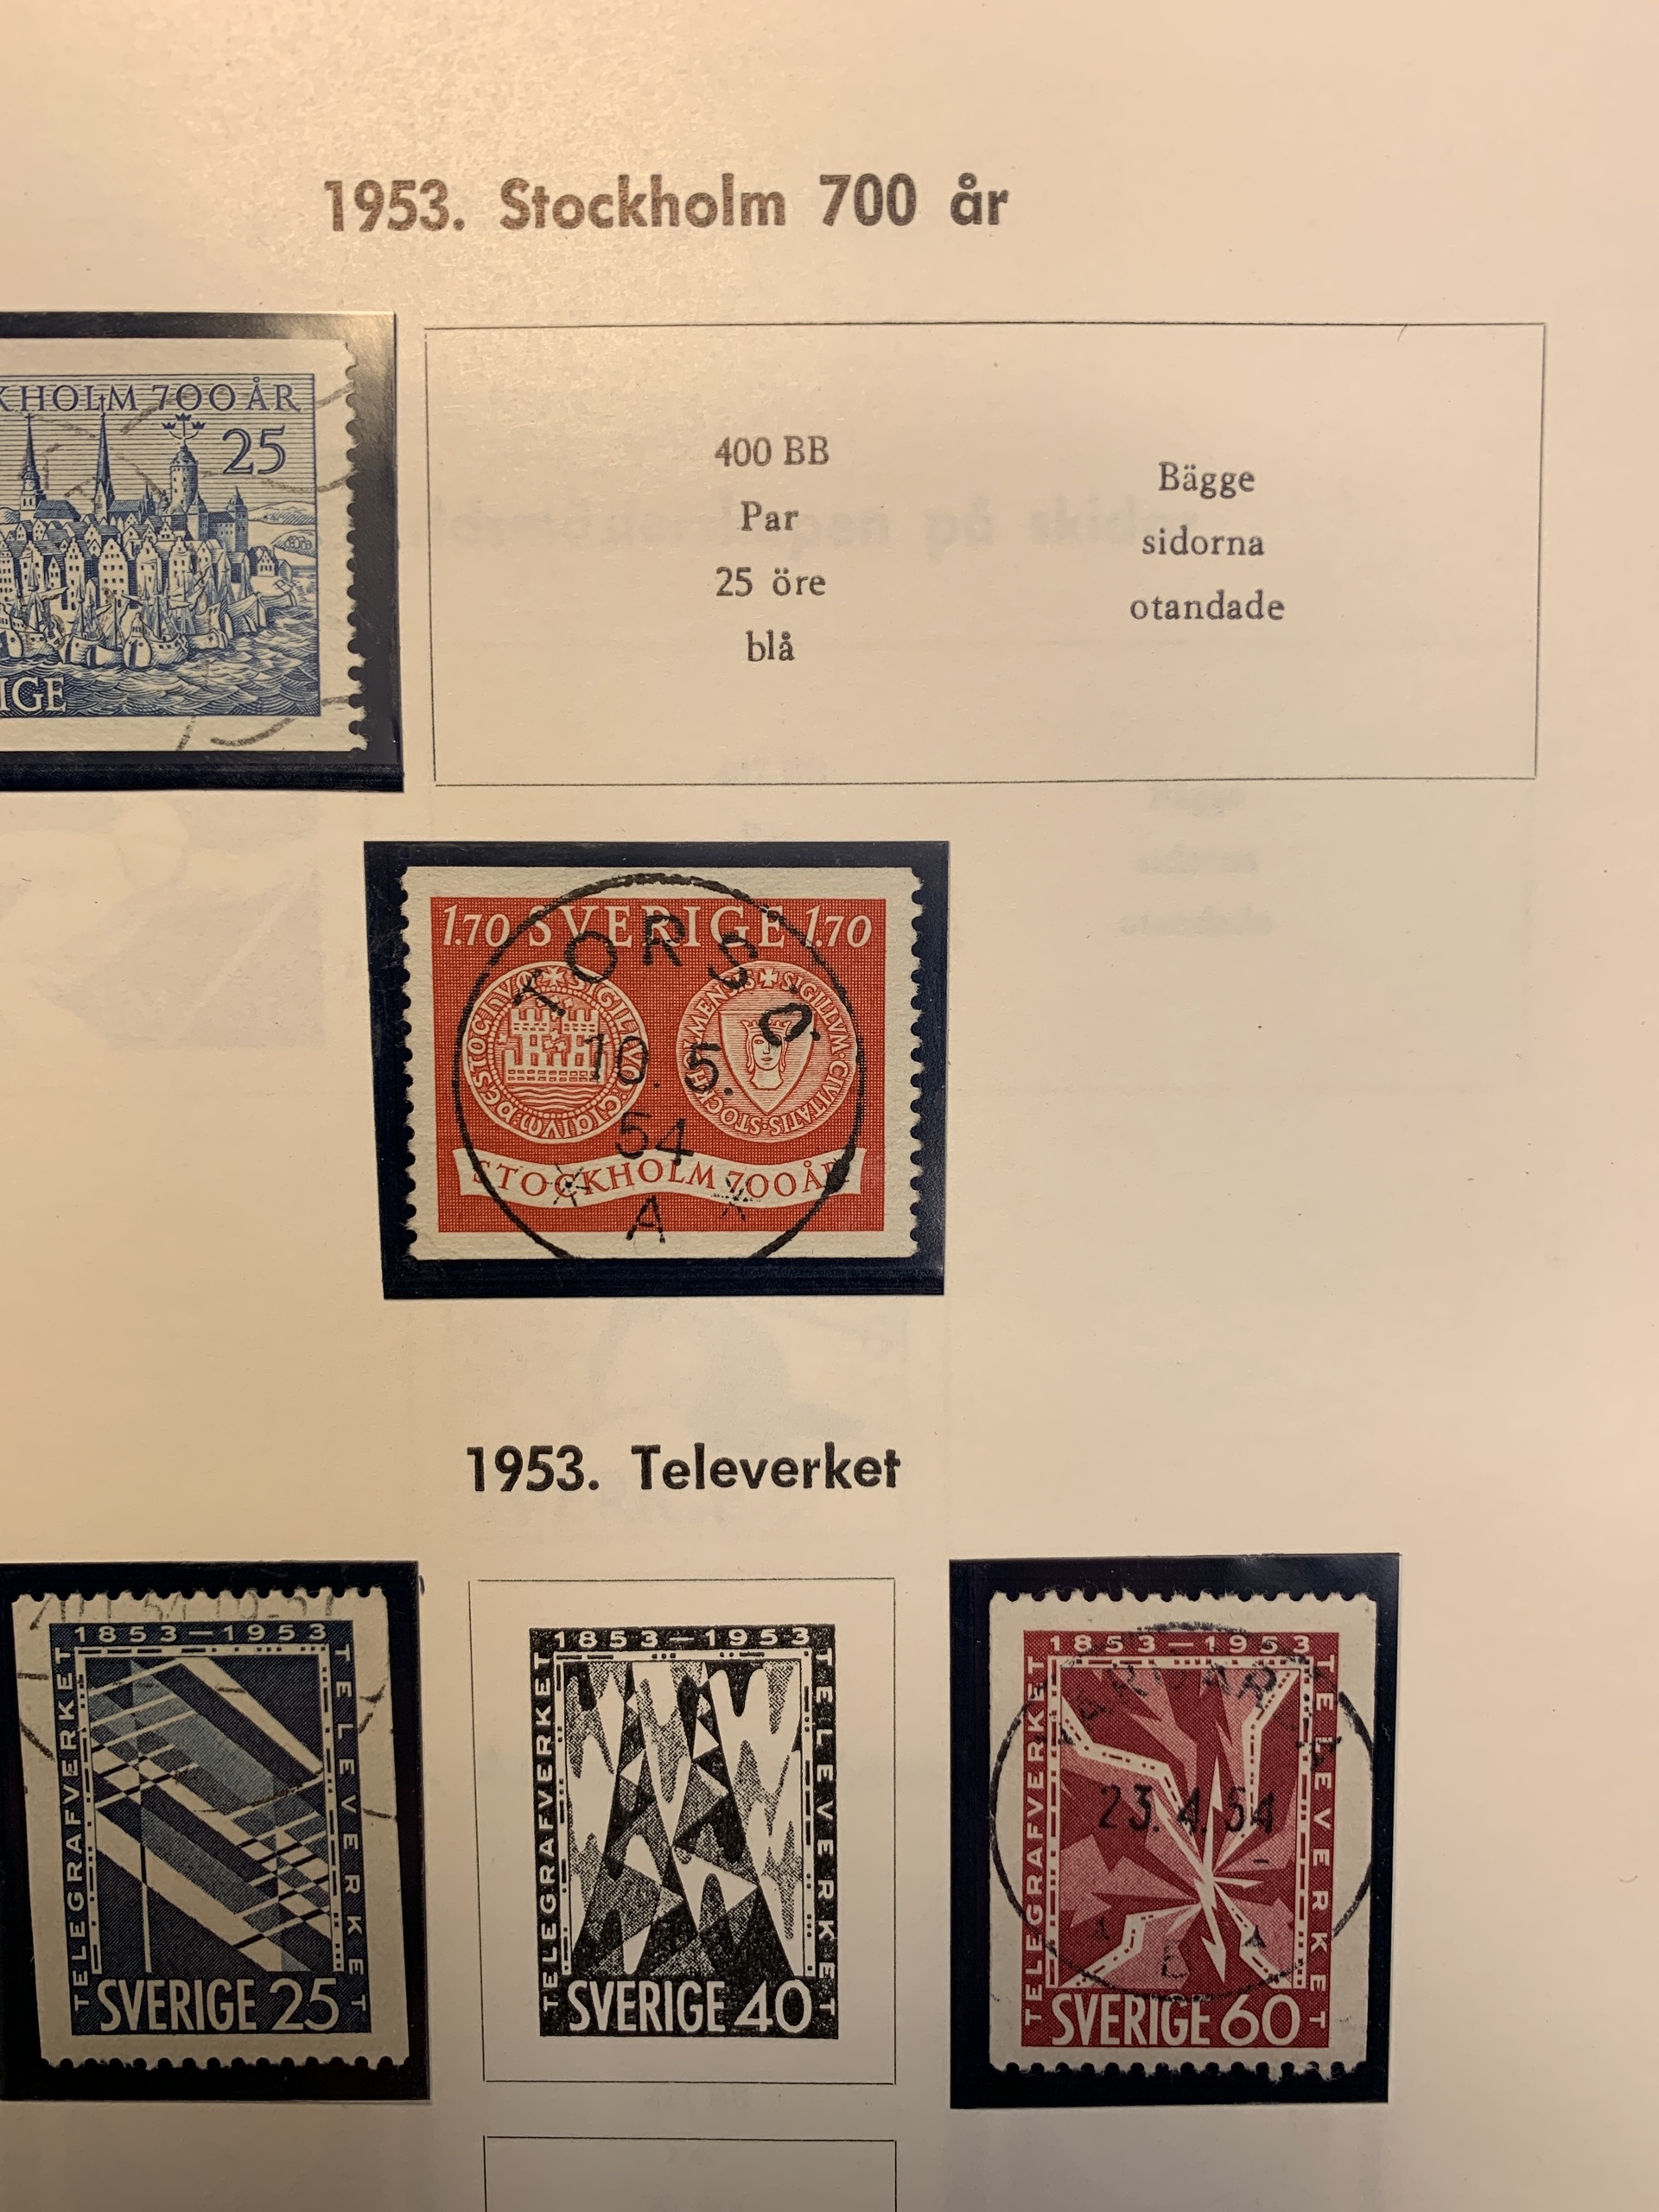 1953. Stockholm 700 år
KHOLM 700 ÅR
25
IGE
400 BB
Par
25 öre
blå
Bägge
sidorna
otandade
1.70 SVERIGE 1.70
TORSÖ
10.5.
54
A
STOCKHOLM 700 ÅR
1953. Televerket
1853—1953
TELEGRAFVERKET
TELEVERKET
SVERIGE 25
1853—1953
TELEGRAFVERKET
TELEVERKET
SVERIGE 40
1853—1953
TELEGRAFVERKET
TELEVERKET
23.4.54
SVERIGE 60